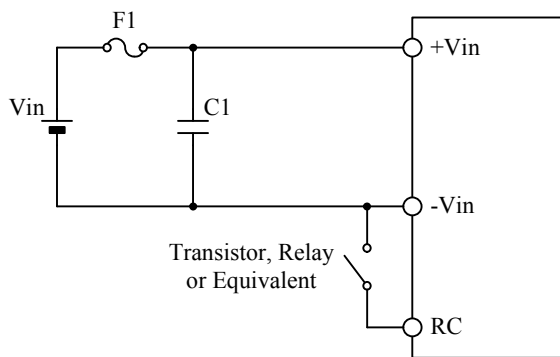 F1
+Vin
Vin
C1
-Vin
Transistor, Relay
or Equivalent
RC